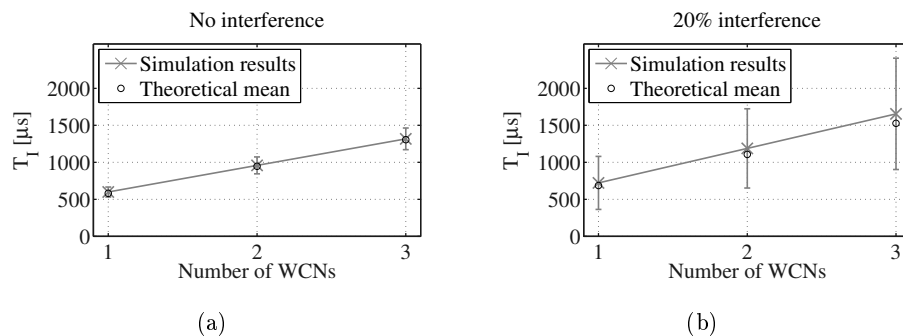 No interference
Simulation results
Theoretical mean
2000
1500
1000
500
0
T_I [µs]
1 2 3
Number of WCNs
(a)
20% interference
Simulation results
Theoretical mean
2000
1500
1000
500
0
T_I [µs]
1 2 3
Number of WCNs
(b)